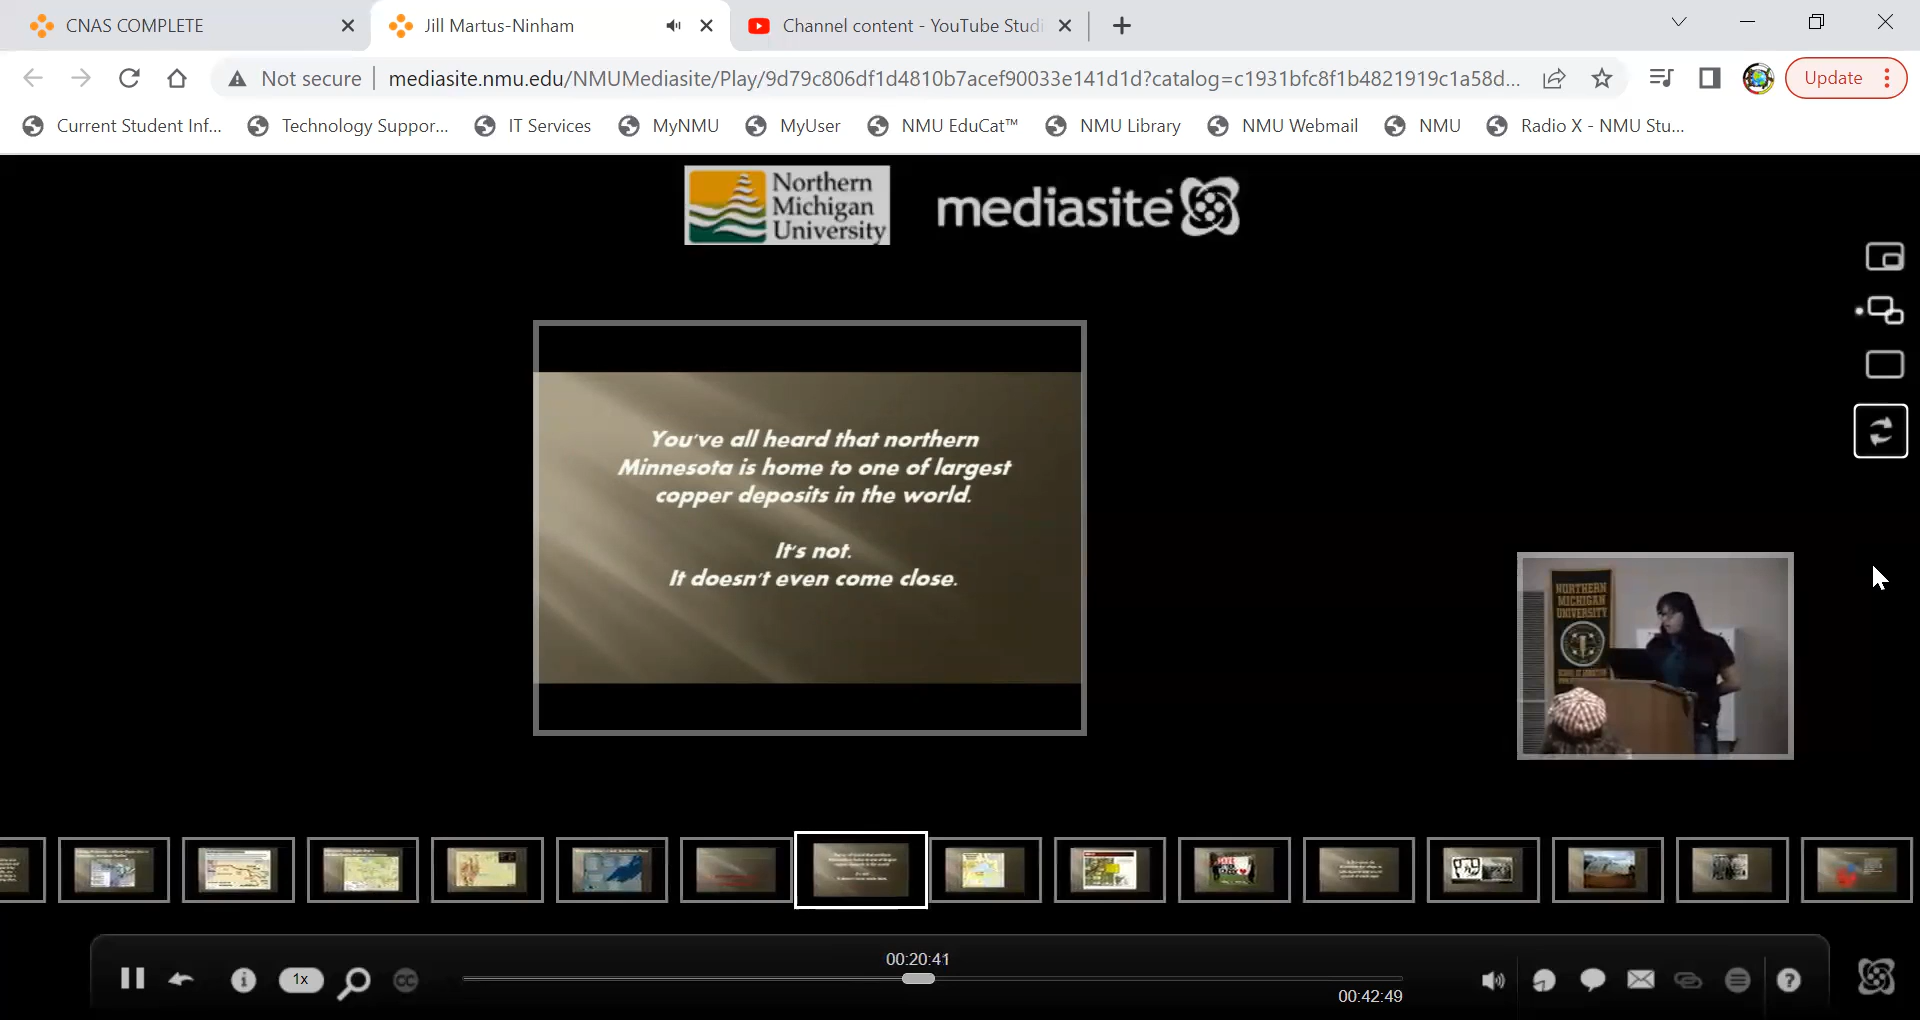 CNAS COMPLETE
Jill Martus-Ninham
Channel content - YouTube Studi
Not secure
mediasite.nmu.edu/NMUMediasite/Play/9d79c806df1d4810b7acef90033e141d1d?catalog=c1931bfc8f1b4821919c1a58d...
Update
Current Student Inf...
Technology Suppor...
IT Services
MyNMU
MyUser
NMU EduCat™
NMU Library
NMU Webmail
NMU
Radio X - NMU Stu...
Northern
Michigan
University
mediasite
You've all heard that northern
Minnesota is home to one of largest
copper deposits in the world.
It's not.
It doesn't even come close.
NORTHERN
MICHIGAN
UNIVERSITY
00:20:41
1x
CC
00:42:49